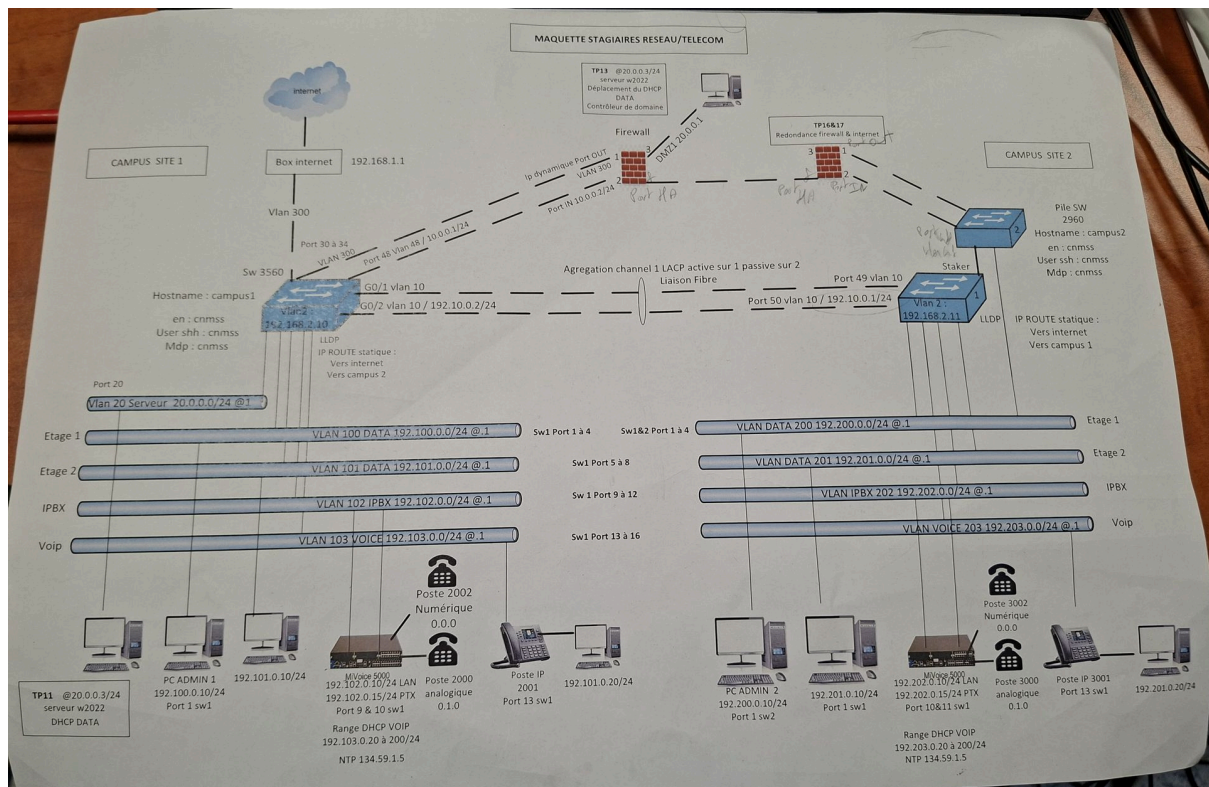 MAQUETTE STAGIAIRES RESEAU/TELECOM
Internet
TP13 @20.0.0.3/24
serveur w2022
Déplacement du DHCP
DATA
Contrôleur de domaine
TP16&17
Redondance firewall & internet
Port OUT
CAMPUS SITE 1
Box internet
192.168.1.1
Firewall
1
3
2
DMZ1 20.0.0.1
Ip dynamique Port OUT
VLAN 300
Port IN 10.0.0.2/24
Port HA
3
1
2
Port
HA
Port IN
CAMPUS SITE 2
Vlan 300
Port 30 à 34
VLAN 300
Port 48 Vlan 48 / 10.0.0.1/24
Pile SW
2960
Hostname : campus2
en : cnmss
User ssh : cnmss
Mdp : cnmss
2
Sw 3560
Hostname : campus1
en : cnmss
User shh : cnmss
Mdp : cnmss
Vlan2 :
192.168.2.10
G0/1 vlan 10
G0/2 vlan 10 / 192.10.0.2/24
Agregation channel 1 LACP active sur 1 passive sur 2
Liaison Fibre
Port 49 vlan 10
Port 50 vlan 10 / 192.10.0.1/24
Staker
1
Vlan 2 :
192.168.2.11
LLDP
IP ROUTE statique :
Vers internet
Vers campus 1
LLDP
IP ROUTE statique :
Vers internet
Vers campus 2
Port 20
Vlan 20 Serveur 20.0.0.0/24 @1
Etage 1
VLAN 100 DATA 192.100.0.0/24 @.1
Sw1 Port 1 à 4
Sw1&2 Port 1 à 4
VLAN DATA 200 192.200.0.0/24 @.1
Etage 1
Etage 2
VLAN 101 DATA 192.101.0.0/24 @.1
Sw1 Port 5 à 8
VLAN DATA 201 192.201.0.0/24 @.1
Etage 2
IPBX
VLAN 102 IPBX 192.102.0.0/24 @.1
Sw 1 Port 9 à 12
VLAN IPBX 202 192.202.0.0/24 @.1
IPBX
Voip
VLAN 103 VOICE 192.103.0.0/24 @.1
Sw1 Port 13 à 16
VLAN VOICE 203 192.203.0.0/24 @.1
Voip
Poste 2002
Numérique
0.0.0
Poste 3002
Numérique
0.0.0
TP11 @20.0.0.3/24
serveur w2022
DHCP DATA
PC ADMIN 1
192.100.0.10/24
Port 1 sw1
192.101.0.10/24
MiVoice 5000
192.102.0.10/24 LAN
192.102.0.15/24 PTX
Port 9 & 10 sw1
Range DHCP VOIP
192.103.0.20 à 200/24
NTP 134.59.1.5
Poste 2000
analogique
0.1.0
Poste IP
2001
Port 13 sw1
192.101.0.20/24
PC ADMIN 2
192.200.0.10/24
Port 1 sw2
192.201.0.10/24
Port 1 sw1
MiVoice 5000
192.202.0.10/24 LAN
192.202.0.15/24 PTX
Port 10&11 sw1
Range DHCP VOIP
192.203.0.20 à 200/24
NTP 134.59.1.5
Poste 3000
analogique
0.1.0
Poste IP 3001
Port 13 sw1
192.201.0.20/24